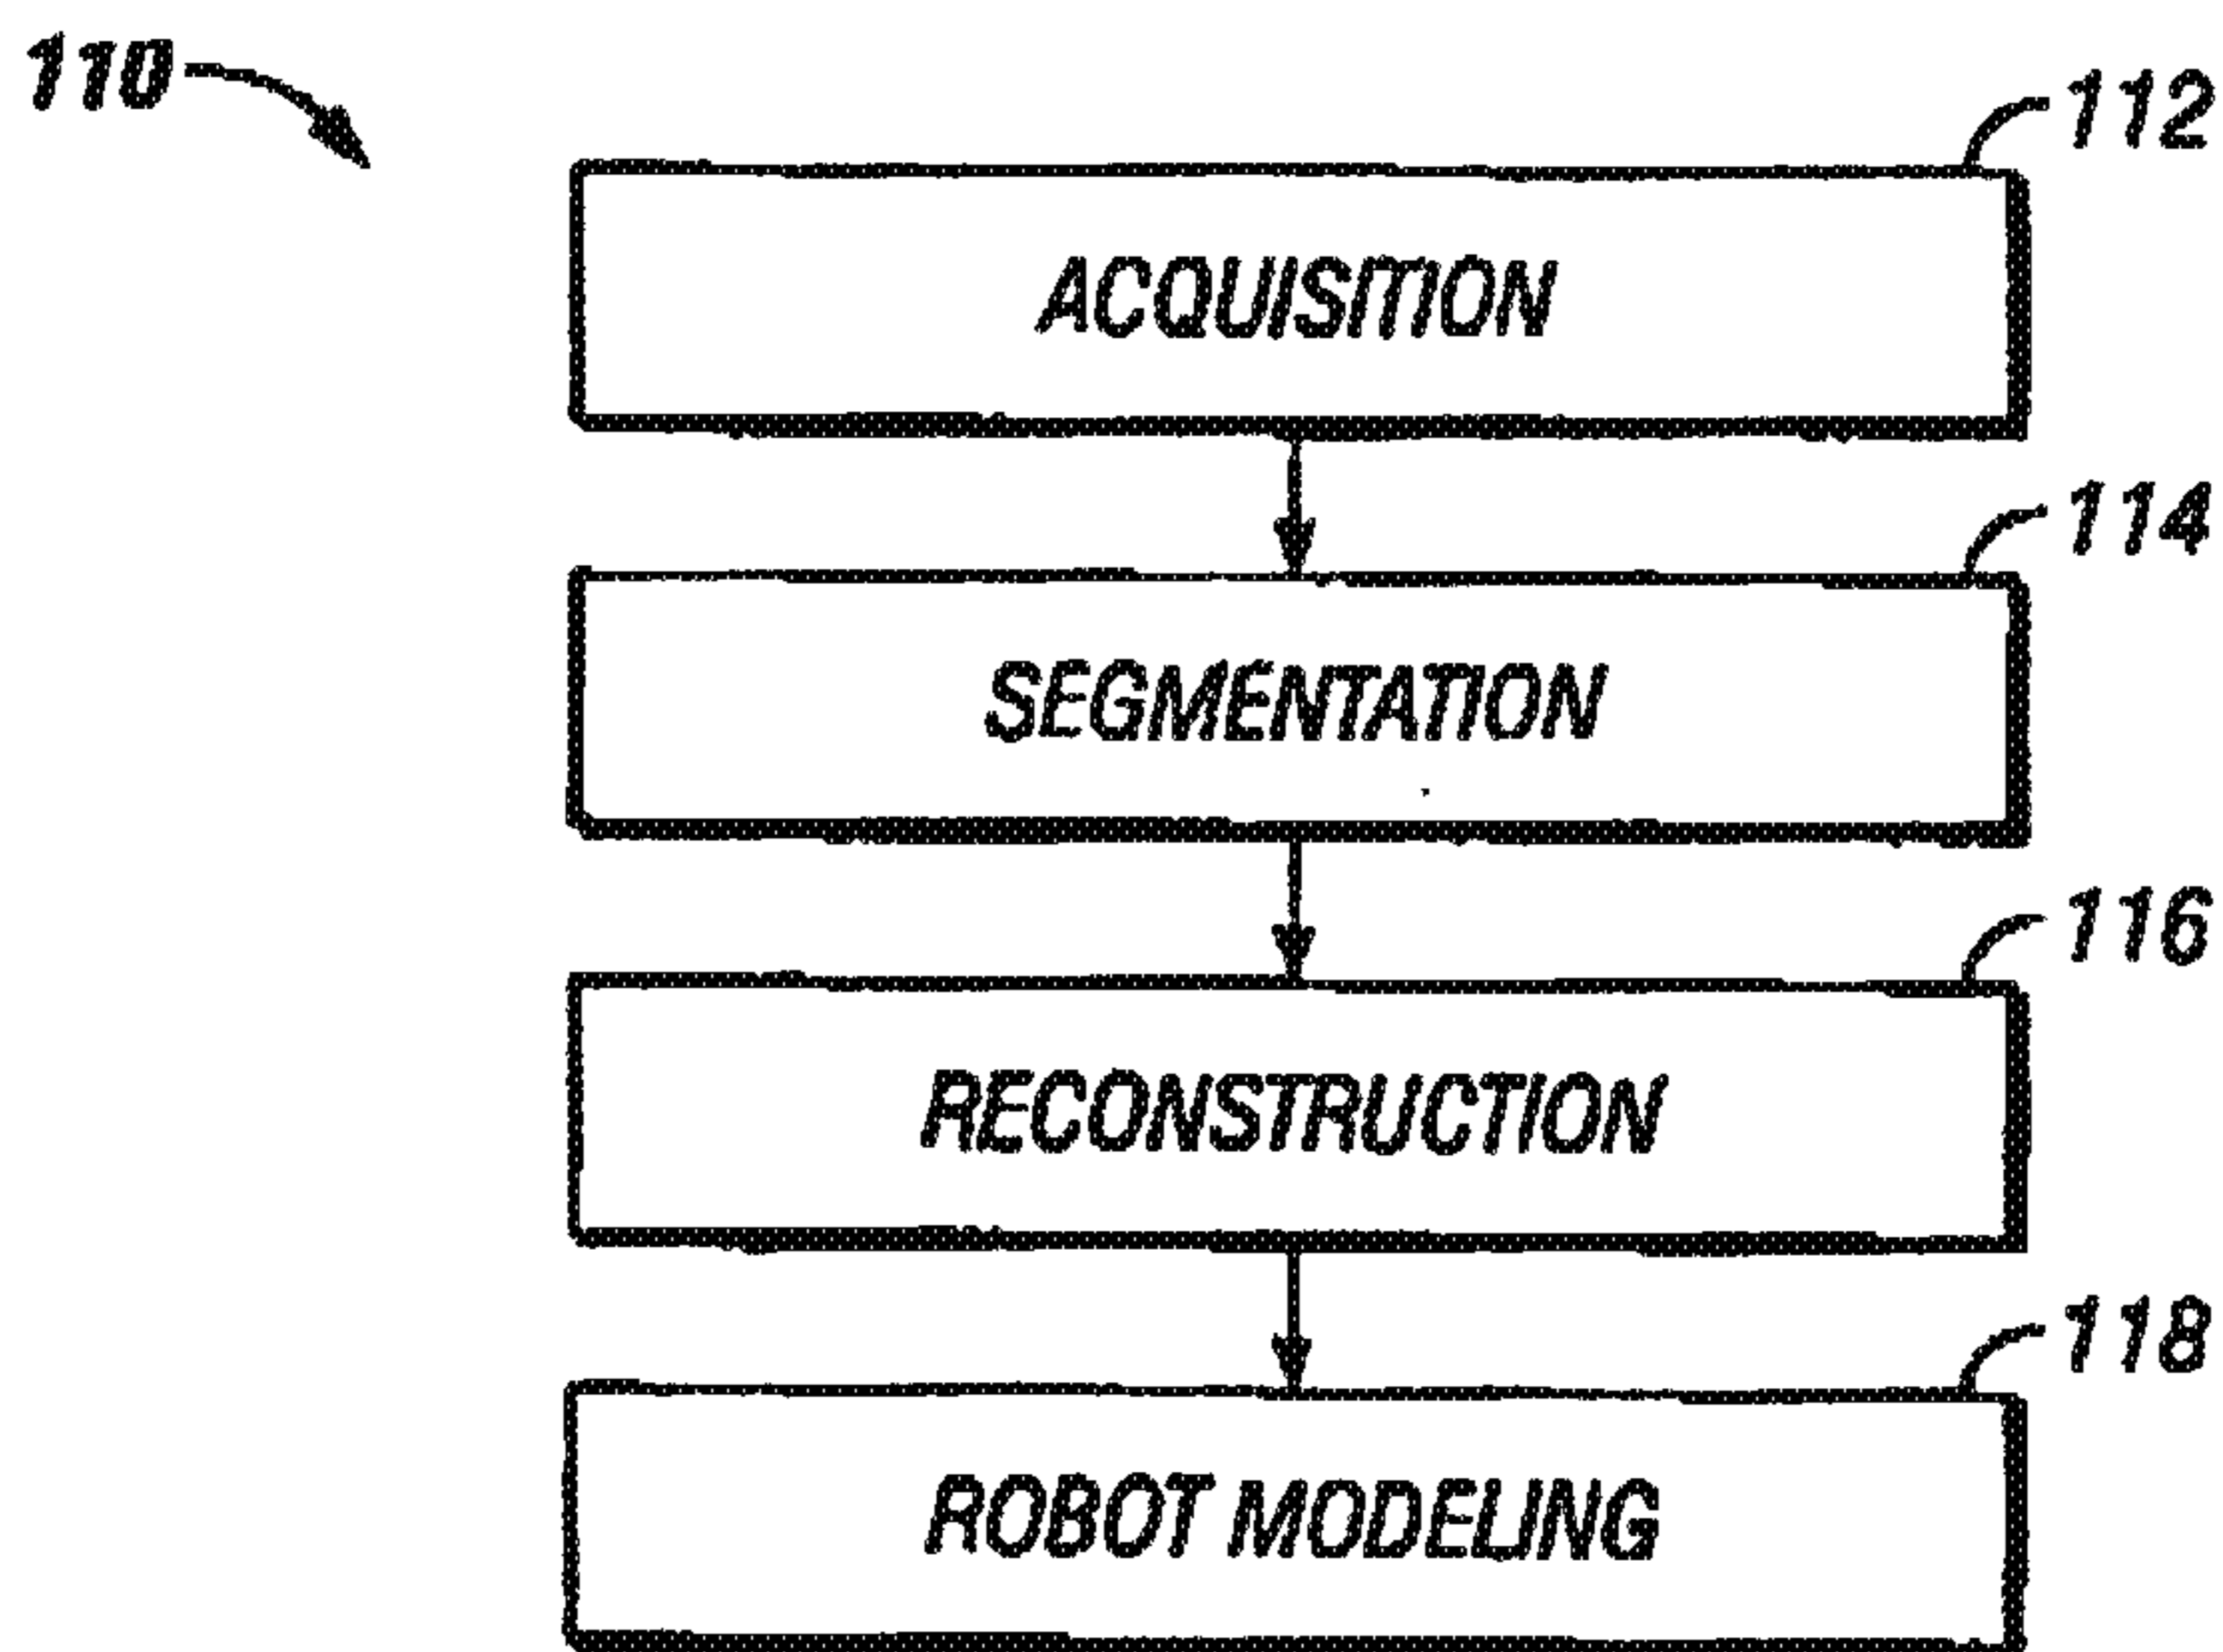 110
112
ACQUISITION
114
SEGMENTATION
116
RECONSTRUCTION
118
ROBOT MODELING